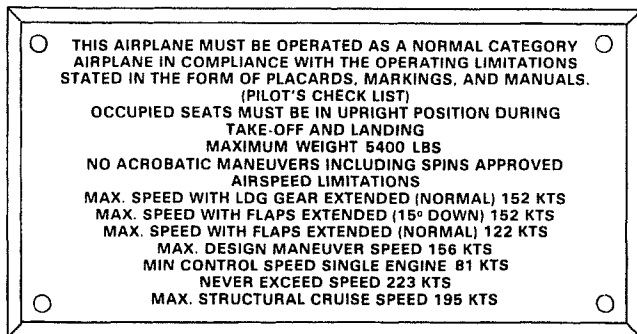 THIS AIRPLANE MUST BE OPERATED AS A NORMAL CATEGORY
AIRPLANE IN COMPLIANCE WITH THE OPERATING LIMITATIONS
STATED IN THE FORM OF PLACARDS, MARKINGS, AND MANUALS.
(PILOT'S CHECK LIST)
OCCUPIED SEATS MUST BE IN UPRIGHT POSITION DURING
TAKE-OFF AND LANDING
MAXIMUM WEIGHT 5400 LBS
NO ACROBATIC MANEUVERS INCLUDING SPINS APPROVED
AIRSPEED LIMITATIONS
MAX. SPEED WITH LDG GEAR EXTENDED (NORMAL) 152 KTS
MAX. SPEED WITH FLAPS EXTENDED (15º DOWN) 152 KTS
MAX. SPEED WITH FLAPS EXTENDED (NORMAL) 122 KTS
MAX. DESIGN MANEUVER SPEED 156 KTS
MIN CONTROL SPEED SINGLE ENGINE 81 KTS
NEVER EXCEED SPEED 223 KTS
MAX. STRUCTURAL CRUISE SPEED 195 KTS